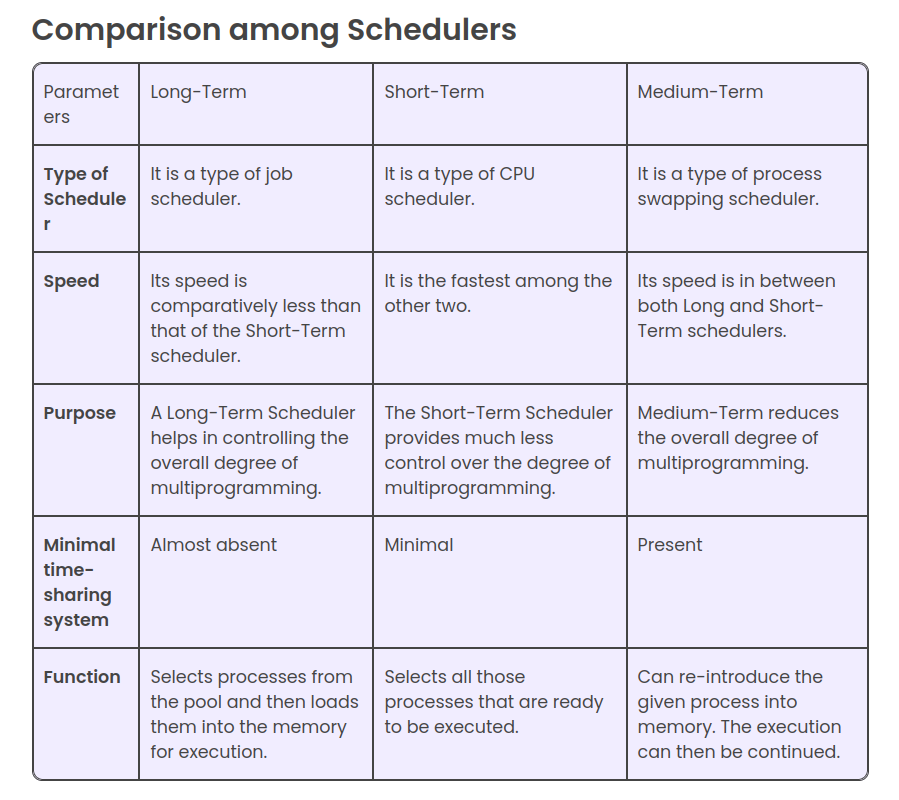 Comparison among Schedulers
Paramet
ers
Long-Term
Short-Term
Medium-Term
Type of
Schedule
r
It is a type of job
scheduler.
It is a type of CPU
scheduler.
It is a type of process
swapping scheduler.
Speed
Its speed is
comparatively less than
that of the Short-Term
scheduler.
It is the fastest among the
other two.
Its speed is in between
both Long and Short-
Term schedulers.
Purpose
A Long-Term Scheduler
helps in controlling the
overall degree of
multiprogramming.
The Short-Term Scheduler
provides much less
control over the degree of
multiprogramming.
Medium-Term reduces
the overall degree of
multiprogramming.
Minimal
time-
sharing
system
Almost absent
Minimal
Present
Function
Selects processes from
the pool and then loads
them into the memory
for execution.
Selects all those
processes that are ready
to be executed.
Can re-introduce the
given process into
memory. The execution
can then be continued.